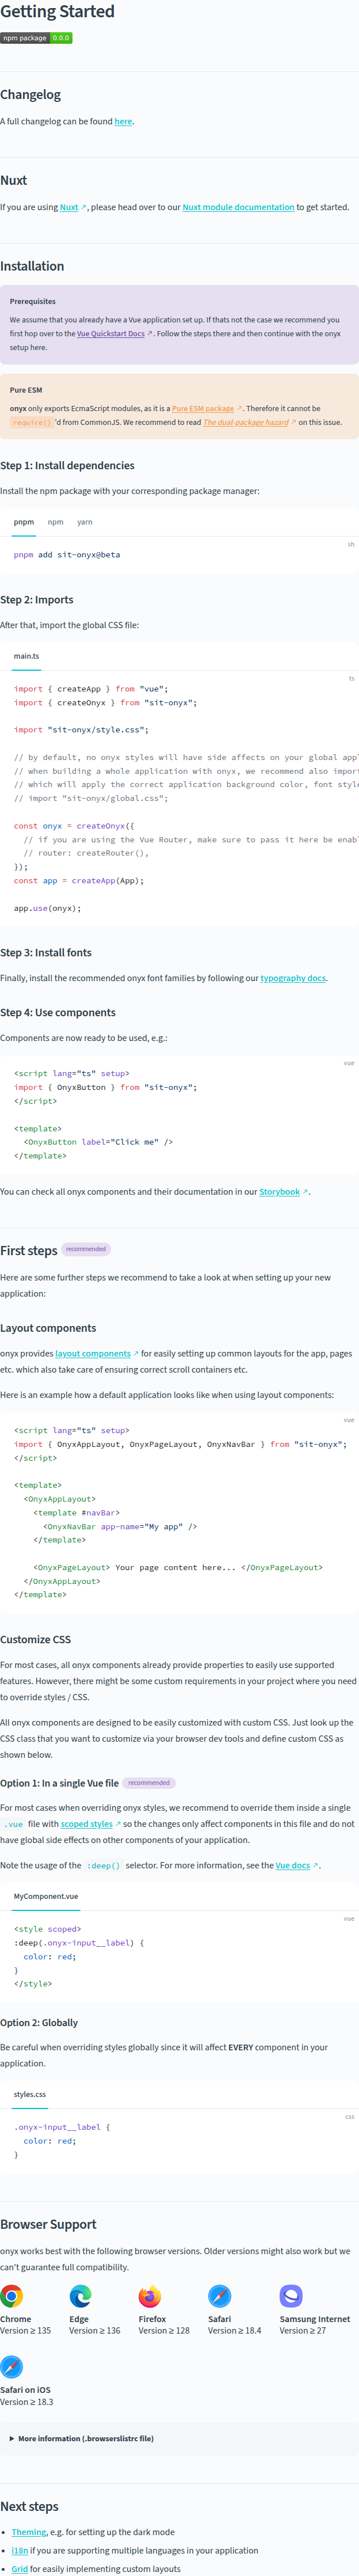 Getting Started
npm package 0.0.0
Changelog
A full changelog can be found here.
Nuxt
If you are using Nuxt ↗, please head over to our Nuxt module documentation to get started.
Installation
Prerequisites
We assume that you already have a Vue application set up. If thats not the case we recommend you
first hop over to the Vue Quickstart Docs ↗. Follow the steps there and then continue with the onyx
setup here.
Pure ESM
onyx only exports EcmaScript modules, as it is a Pure ESM package ↗. Therefore it cannot be
require() 'd from CommonJS. We recommend to read The dual-package hazard ↗ on this issue.
Step 1: Install dependencies
Install the npm package with your corresponding package manager:
pnpm npm yarn
sh
pnpm add sit-onyx@beta
Step 2: Imports
After that, import the global CSS file:
main.ts
ts
import { createApp } from "vue";
import { createOnyx } from "sit-onyx";
import "sit-onyx/style.css";
// by default, no onyx styles will have side affects on your global appl
// when building a whole application with onyx, we recommend also import
// which will apply the correct application background color, font style
// import "sit-onyx/global.css";
const onyx = createOnyx({
// if you are using the Vue Router, make sure to pass it here be enabl
// router: createRouter(),
});
const app = createApp(App);
app.use(onyx);
Step 3: Install fonts
Finally, install the recommended onyx font families by following our typography docs.
Step 4: Use components
Components are now ready to be used, e.g.:
vue
<script lang="ts" setup>
import { OnyxButton } from "sit-onyx";
</script>
<template>
<OnyxButton label="Click me" />
</template>
You can check all onyx components and their documentation in our Storybook ↗.
First steps recommended
Here are some further steps we recommend to take a look at when setting up your new
application:
Layout components
onyx provides layout components ↗ for easily setting up common layouts for the app, pages
etc. which also take care of ensuring correct scroll containers etc.
Here is an example how a default application looks like when using layout components:
vue
<script lang="ts" setup>
import { OnyxAppLayout, OnyxPageLayout, OnyxNavBar } from "sit-onyx";
</script>
<template>
<OnyxAppLayout>
<template #navBar>
<OnyxNavBar app-name="My app" />
</template>
<OnyxPageLayout> Your page content here... </OnyxPageLayout>
</OnyxAppLayout>
</template>
Customize CSS
For most cases, all onyx components already provide properties to easily use supported
features. However, there might be some custom requirements in your project where you need
to override styles / CSS.
All onyx components are designed to be easily customized with custom CSS. Just look up the
CSS class that you want to customize via your browser dev tools and define custom CSS as
shown below.
Option 1: In a single Vue file recommended
For most cases when overriding onyx styles, we recommend to override them inside a single
.vue file with scoped styles ↗ so the changes only affect components in this file and do not
have global side effects on other components of your application.
Note the usage of the :deep() selector. For more information, see the Vue docs ↗.
MyComponent.vue
vue
<style scoped>
:deep(.onyx-input__label) {
color: red;
}
</style>
Option 2: Globally
Be careful when overriding styles globally since it will affect EVERY component in your
application.
styles.css
css
.onyx-input__label {
color: red;
}
Browser Support
onyx works best with the following browser versions. Older versions might also work but we
can't guarantee full compatibility.
Chrome Edge Firefox Safari Samsung Internet
Version ≥ 135 Version ≥ 136 Version ≥ 128 Version ≥ 18.4 Version ≥ 27
Safari on iOS
Version ≥ 18.3
▶ More information (.browserslistrc file)
Next steps
• Theming, e.g. for setting up the dark mode
• i18n if you are supporting multiple languages in your application
• Grid for easily implementing custom layouts